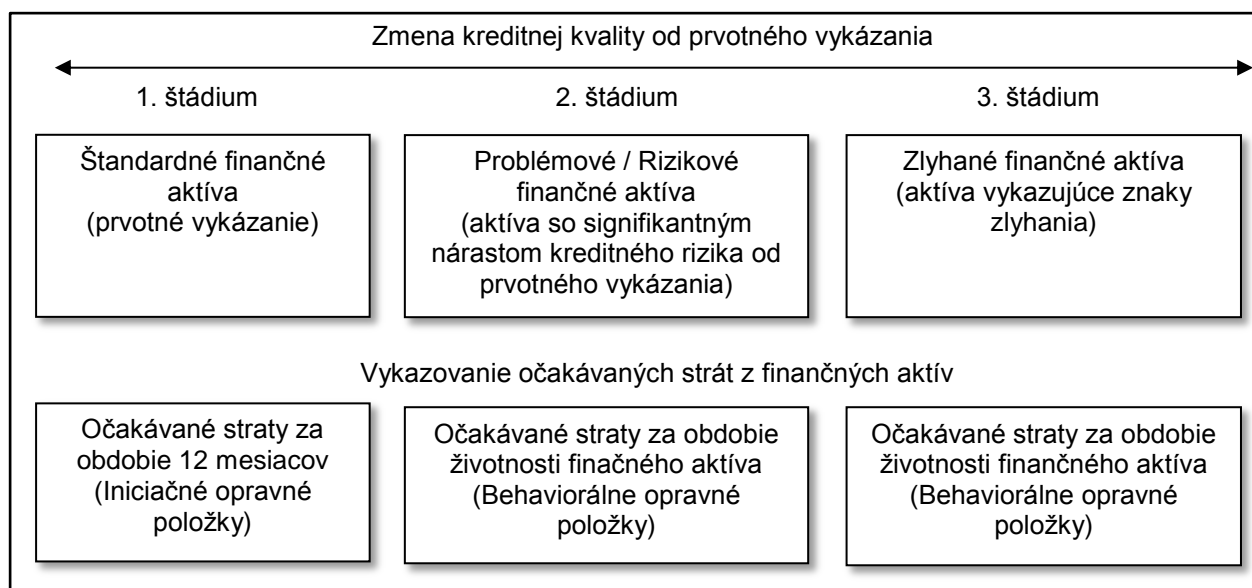 Zmena kreditnej kvality od prvotného vykázania
1. štádium
2. štádium
3. štádium
Štandardné finančné
aktíva
(prvotné vykázanie)
Problémové / Rizikové
finančné aktíva
(aktíva so signifikantným
nárastom kreditného rizika od
prvotného vykázania)
Zlyhané finančné aktíva
(aktíva vykazujúce znaky
zlyhania)
Vykazovanie očakávaných strát z finančných aktív
Očakávané straty za
obdobie 12 mesiacov
(Iniciačné opravné
položky)
Očakávané straty za obdobie
životnosti finačného aktíva
(Behaviorálne opravné
položky)
Očakávané straty za obdobie
životnosti finančného aktíva
(Behaviorálne opravné
položky)